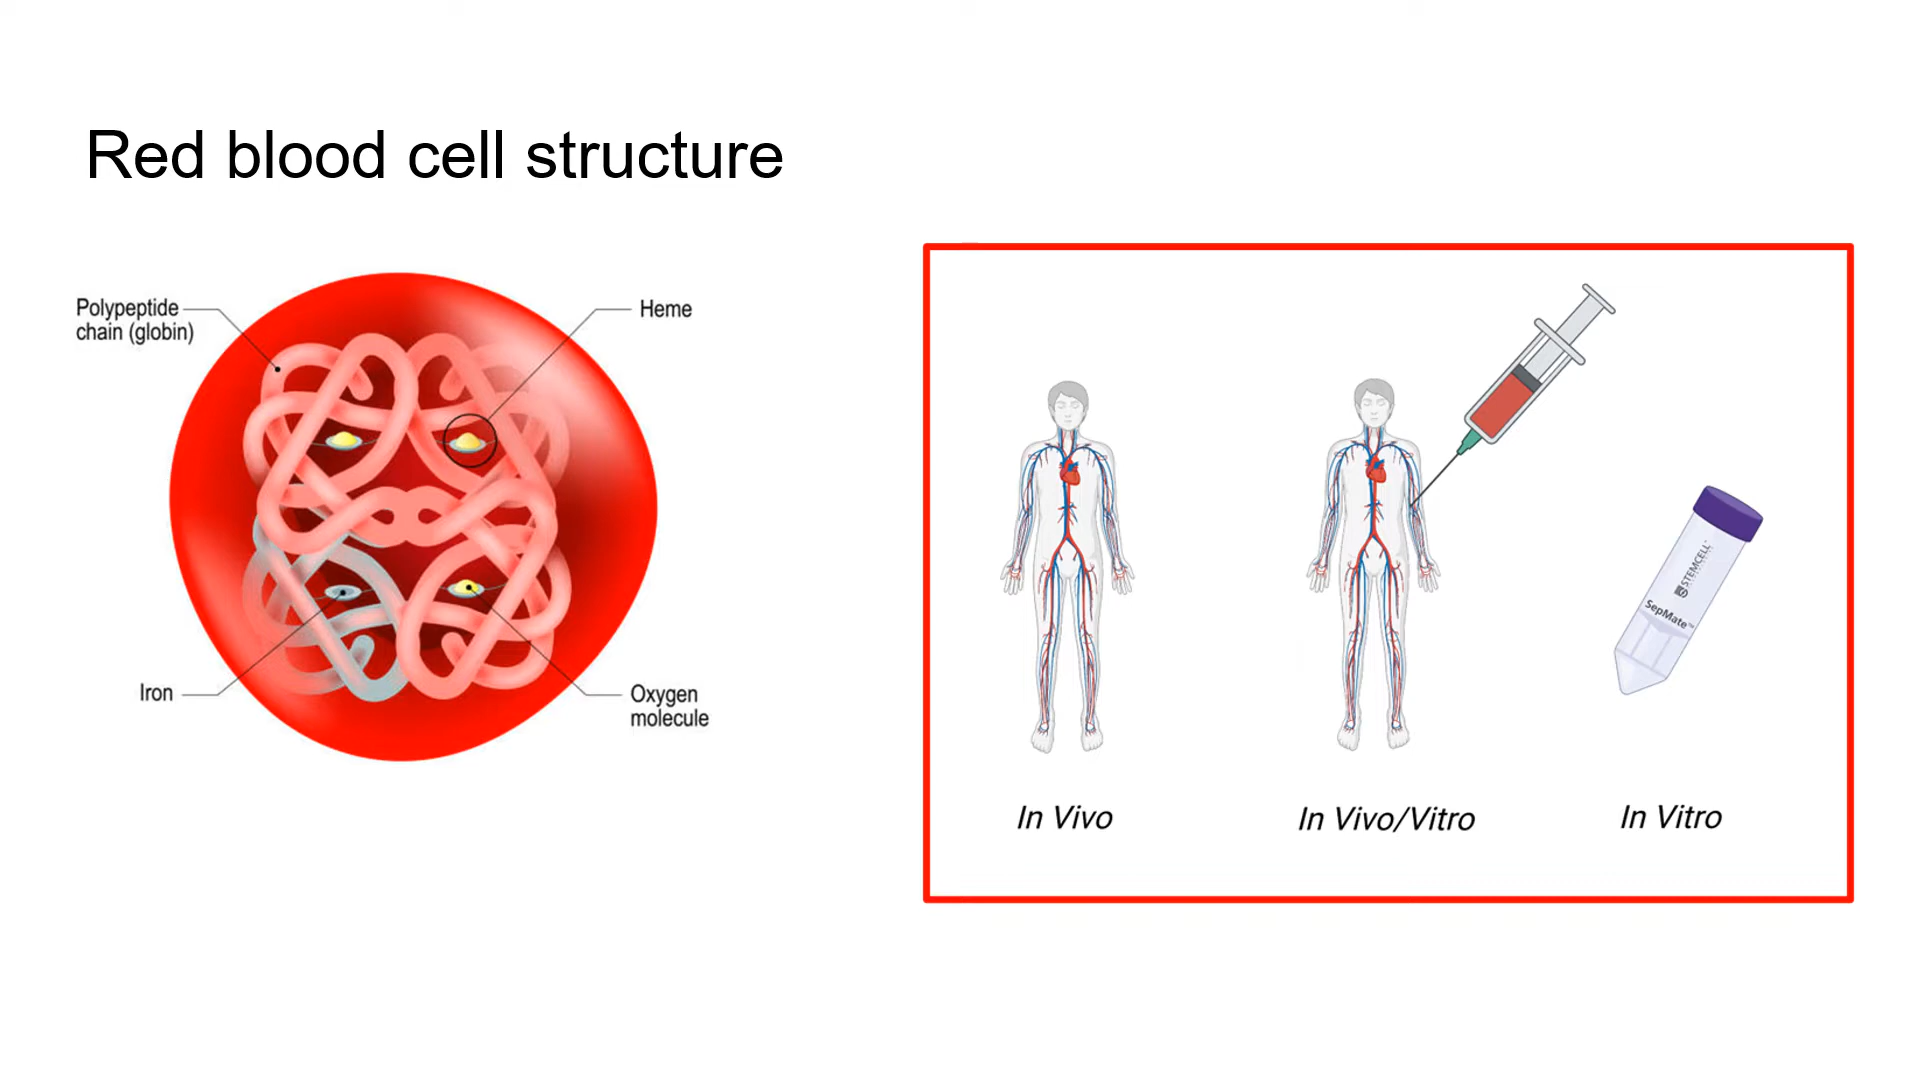 Red blood cell structure
Polypeptide
chain (globin)
Heme
Iron
Oxygen
molecule
STEMCELL
SepMate™
In Vivo
In Vivo/Vitro
In Vitro